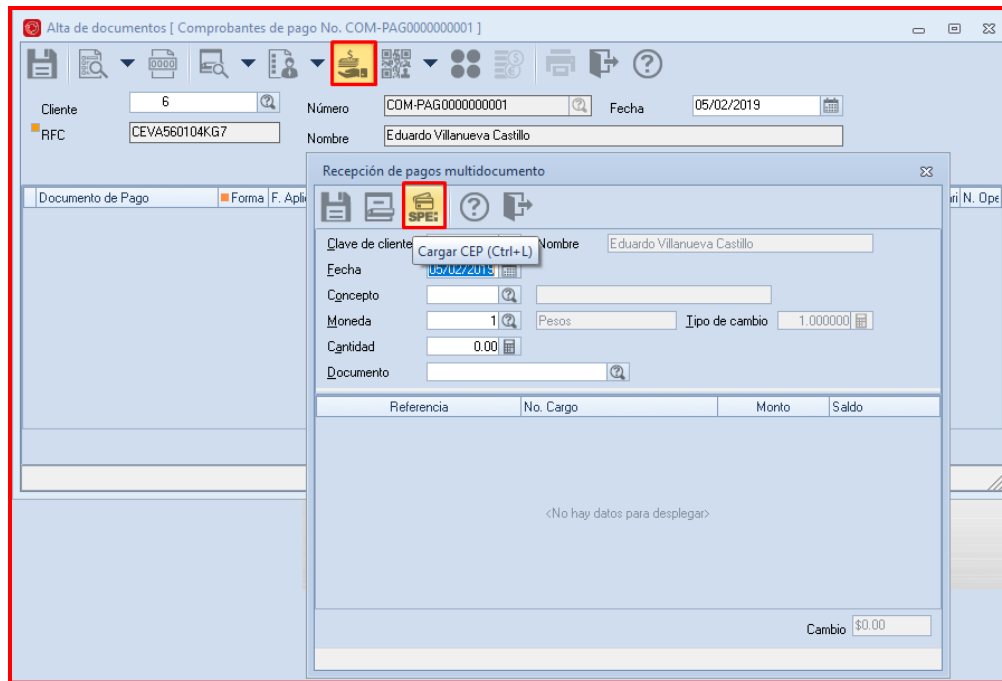 Alta de documentos [ Comprobantes de pago No. COM-PAG0000000001 ]
0000
Cliente 6 Número COM-PAG0000000001 Fecha 05/02/2019
RFC CEVA560104KG7 Nombre Eduardo Villanueva Castillo
Documento de Pago Forma F. Apli
Recepción de pagos multidocumento
SPEI
Clave de cliente Nombre Eduardo Villanueva Castillo
Cargar CEP (Ctrl+L)
Fecha 05/02/2019
Concepto
Moneda 1 Pesos Tipo de cambio 1.000000
Cantidad 0.00
Documento
Referencia No. Cargo Monto Saldo
<No hay datos para desplegar>
Cambio $0.00